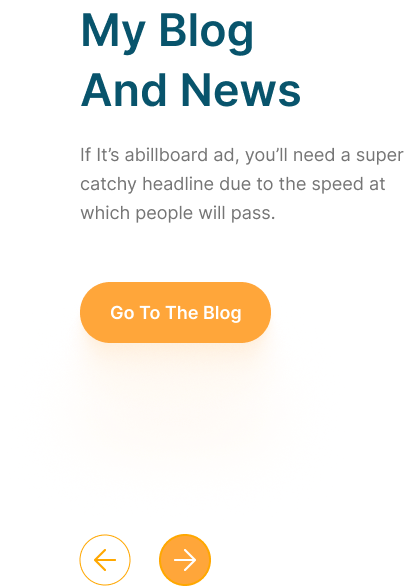 My Blog
And News
If It’s abillboard ad, you’ll need a super
catchy headline due to the speed at
which people will pass.
Go To The Blog